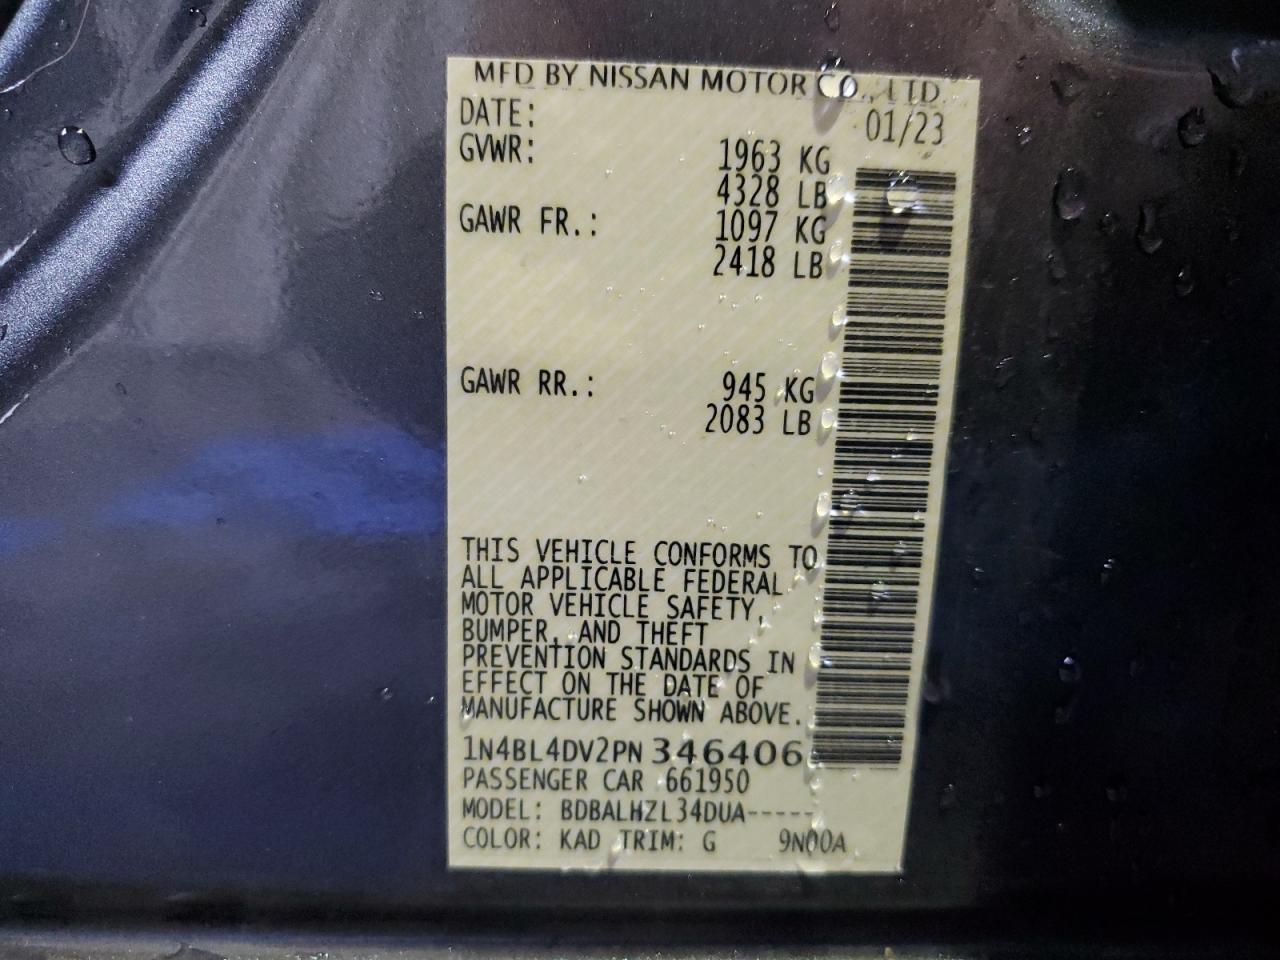 MFD BY NISSAN MOTOR CO., LTD.
DATE: 01/23
GVWR: 1963 KG
4328 LB
GAWR FR.: 1097 KG
2418 LB
GAWR RR.: 945 KG
2083 LB
THIS VEHICLE CONFORMS TO
ALL APPLICABLE FEDERAL
MOTOR VEHICLE SAFETY,
BUMPER, AND THEFT
PREVENTION STANDARDS IN
EFFECT ON THE DATE OF
MANUFACTURE SHOWN ABOVE.
1N4BL4DV2PN346406
PASSENGER CAR 661950
MODEL: BDBALHZL34DUA-----
COLOR: KAD TRIM: G 9N00A